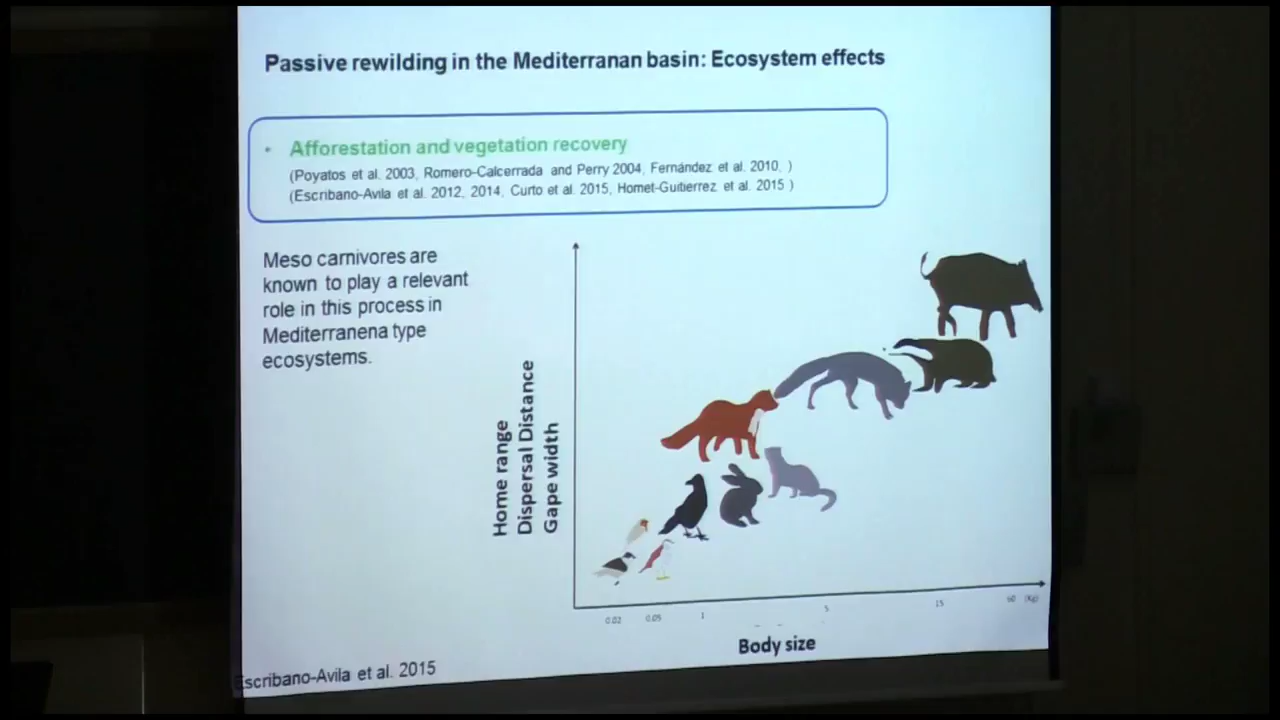 Passive rewilding in the Mediterranan basin: Ecosystem effects
• Afforestation and vegetation recovery
(Poyatos et al. 2003, Romero-Calcerrada and Perry 2004, Fernández et al. 2010, )
(Escribano-Avila et al. 2012, 2014, Curto et al. 2015, Homet-Guitierrez et al. 2015 )
Meso carnivores are
known to play a relevant
role in this process in
Mediterranena type
ecosystems.
Home range
Dispersal Distance
Gape width
0.02 0.05 1 5 15 60 (Kg)
Body size
Escribano-Avila et al. 2015